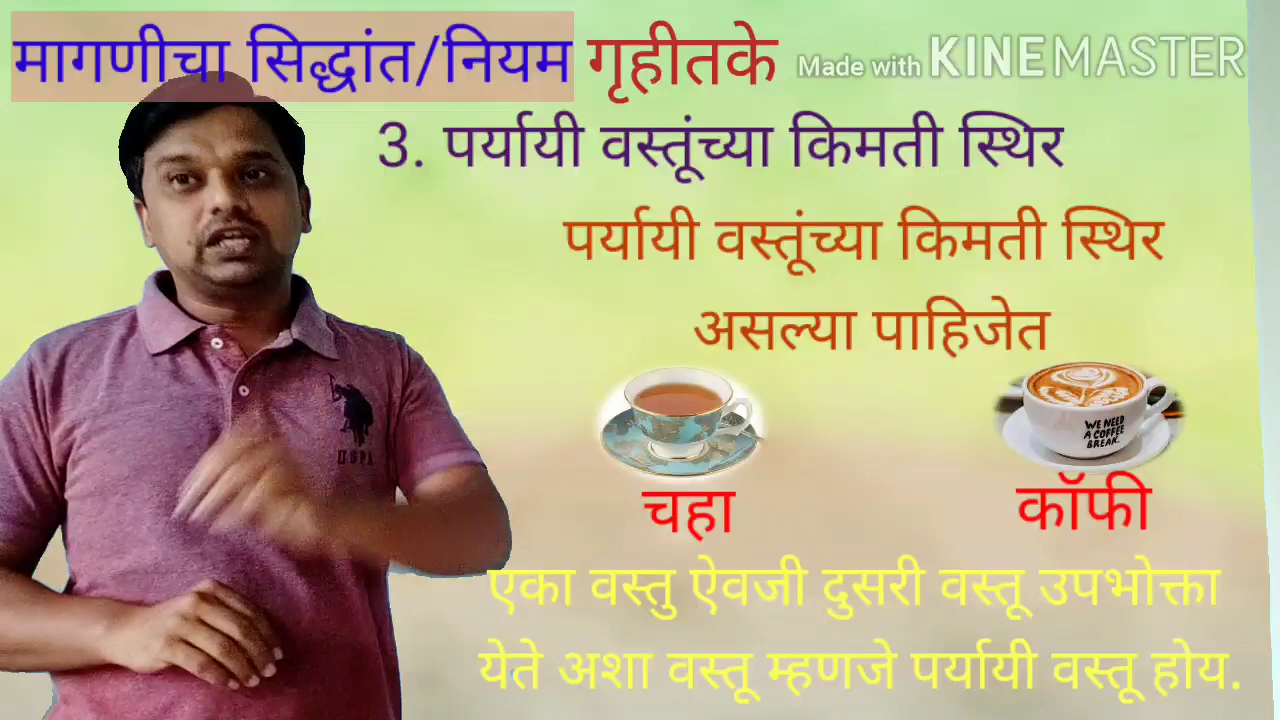 मागणीचा सिद्धांत/नियम गृहीतके
Made with KINEMASTER
3. पर्यायी वस्तूंच्या किमती स्थिर
पर्यायी वस्तूंच्या किमती स्थिर
असल्या पाहिजेत
WE NEED
A COFFEE
BREAK.
चहा
कॉफी
USPA
एका वस्तु ऐवजी दुसरी वस्तू उपभोक्ता
येते अशा वस्तू म्हणजे पर्यायी वस्तू होय.